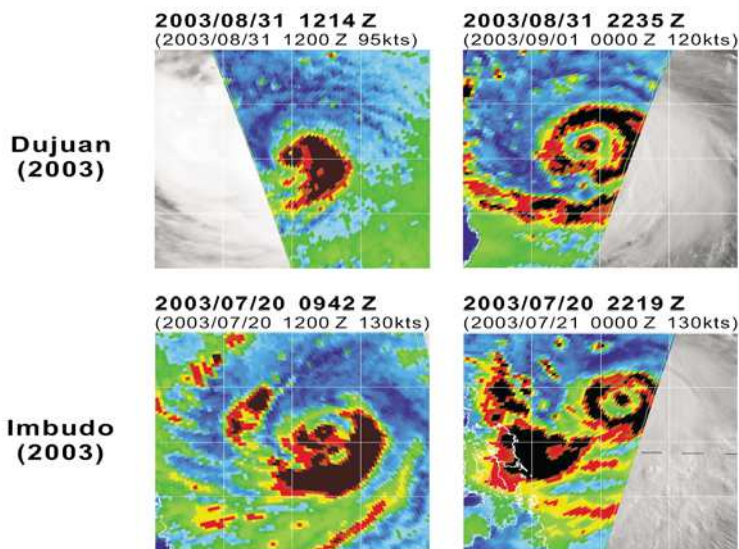 2003/08/31 1214 Z
(2003/08/31 1200 Z 95kts)
2003/08/31 2235 Z
(2003/09/01 0000 Z 120kts)
Dujuan
(2003)
2003/07/20 0942 Z
(2003/07/20 1200 Z 130kts)
2003/07/20 2219 Z
(2003/07/21 0000 Z 130kts)
Imbudo
(2003)